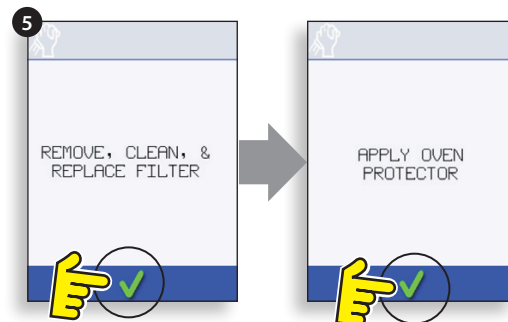 5
REMOVE, CLEAN, &
REPLACE FILTER
APPLY OVEN
PROTECTOR